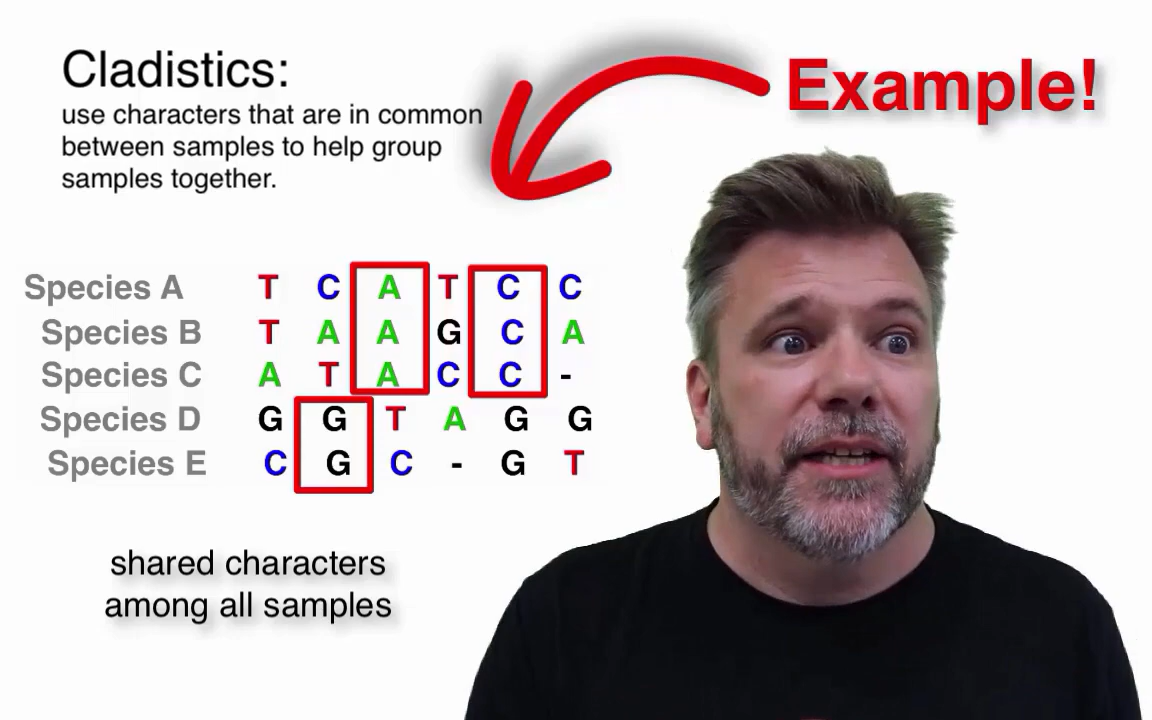 Cladistics:
use characters that are in common
between samples to help group
samples together.
Example!
Species A T C A T C C
Species B T A A G C A
Species C A T A C C -
Species D G G T A G G
Species E C G C - G T
shared characters
among all samples